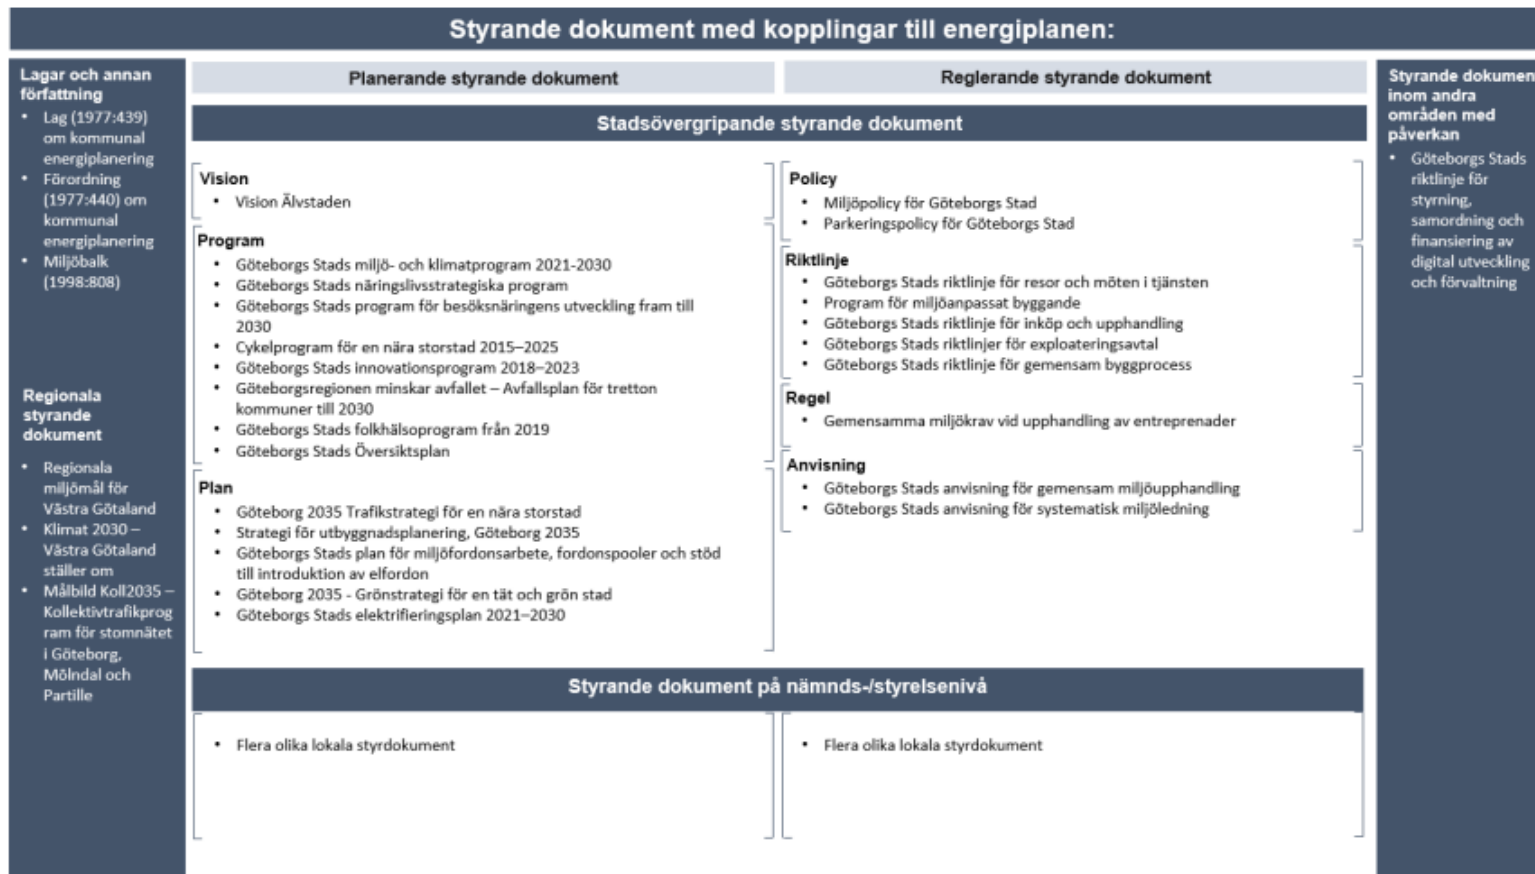 Styrande dokument med kopplingar till energiplanen:
Lagar och annan
författning
• Lag (1977:439)
om kommunal
energiplanering
• Förordning
(1977:440) om
kommunal
energiplanering
• Miljöbalk
(1998:808)
Regionala
styrande
dokument
• Regionala
miljömål för
Västra Götaland
• Klimat 2030 –
Västra Götaland
ställer om
• Målbild Koll2035 –
Kollektivtrafikprog
ram för stomnätet
i Göteborg,
Mölndal och
Partille
Planerande styrande dokument
Reglerande styrande dokument
Stadsövergripande styrande dokument
Vision
• Vision Älvstaden
Program
• Göteborgs Stads miljö- och klimatprogram 2021-2030
• Göteborgs Stads näringslivsstrategiska program
• Göteborgs Stads program för besöksnäringens utveckling fram till
2030
• Cykelprogram för en nära storstad 2015–2025
• Göteborgs Stads innovationsprogram 2018–2023
• Göteborgsregionen minskar avfallet – Avfallsplan för tretton
kommuner till 2030
• Göteborgs Stads folkhälsoprogram från 2019
• Göteborgs Stads Översiktsplan
Plan
• Göteborg 2035 Trafikstrategi för en nära storstad
• Strategi för utbyggnadsplanering, Göteborg 2035
• Göteborgs Stads plan för miljöfordonsarbete, fordonspooler och stöd
till introduktion av elfordon
• Göteborg 2035 - Grönstrategi för en tät och grön stad
• Göteborgs Stads elektrifieringsplan 2021–2030
Policy
• Miljöpolicy för Göteborgs Stad
• Parkeringspolicy för Göteborgs Stad
Riktlinje
• Göteborgs Stads riktlinje för resor och möten i tjänsten
• Program för miljöanpassat byggande
• Göteborgs Stads riktlinje för inköp och upphandling
• Göteborgs Stads riktlinjer för exploateringsavtal
• Göteborgs Stads riktlinje för gemensam byggprocess
Regel
• Gemensamma miljökrav vid upphandling av entreprenader
Anvisning
• Göteborgs Stads anvisning för gemensam miljöupphandling
• Göteborgs Stads anvisning för systematisk miljöledning
Styrande dokument på nämnds-/styrelsenivå
• Flera olika lokala styrdokument
• Flera olika lokala styrdokument
Styrande dokumen
inom andra
områden med
påverkan
• Göteborgs Stads
riktlinje för
styrning,
samordning och
finansiering av
digital utveckling
och förvaltning